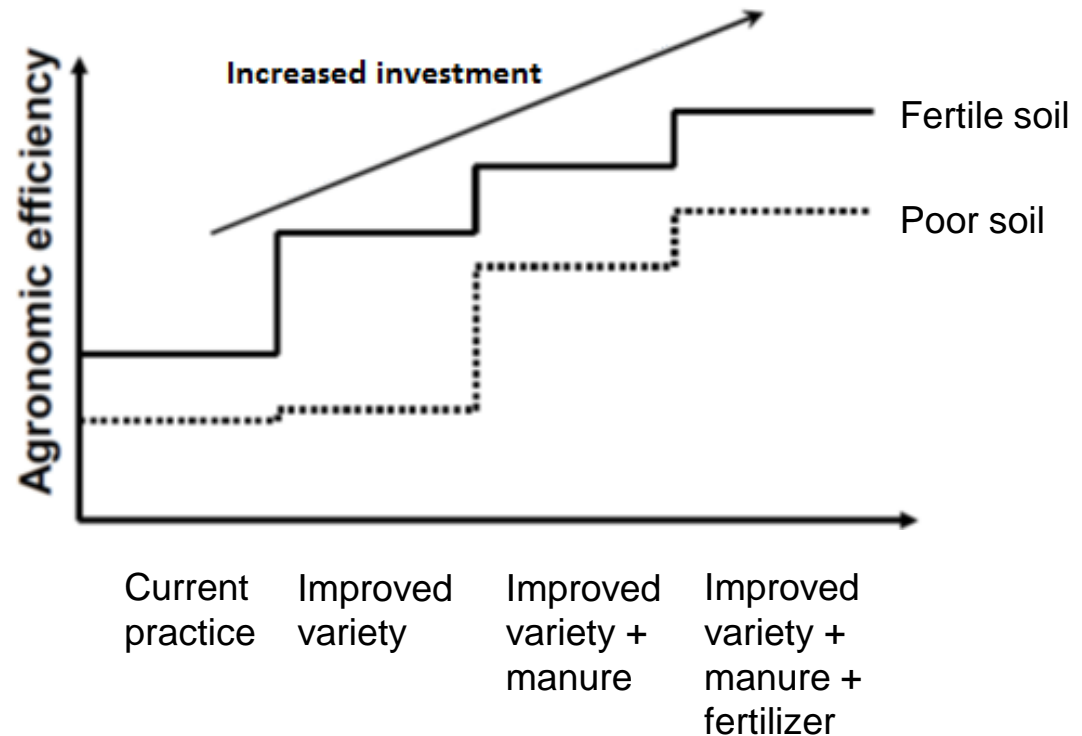 Agronomic efficiency
Increased investment
Fertile soil
Poor soil
Current
practice
Improved
variety
Improved
variety +
manure
Improved
variety +
manure +
fertilizer